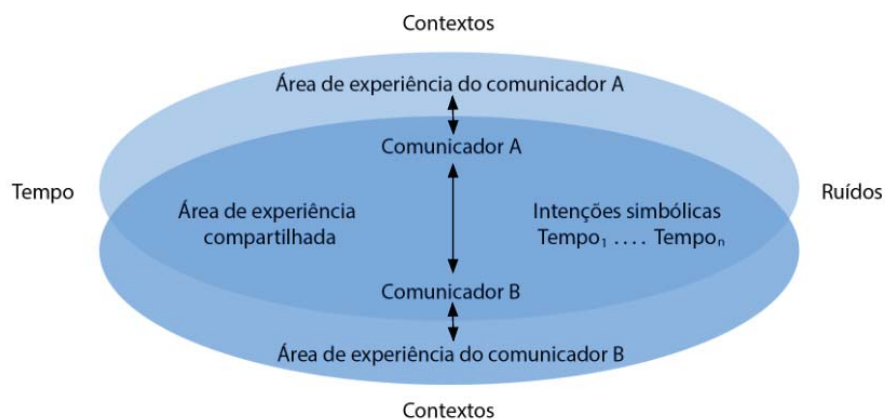 Contextos
Área de experiência do comunicador A
Comunicador A
Tempo
Área de experiência
compartilhada
Intenções simbólicas
Tempo₁ .... Tempoₙ
Ruídos
Comunicador B
Área de experiência do comunicador B
Contextos